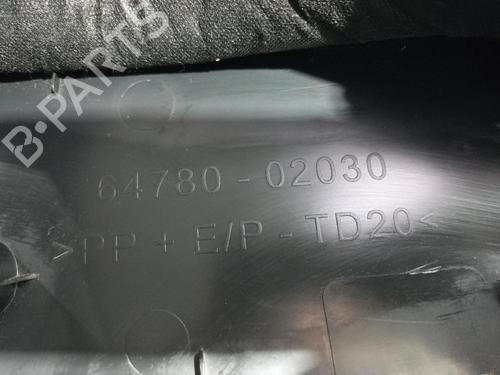 B-PARTS
64780-02030
>PP + E/P - TD20<